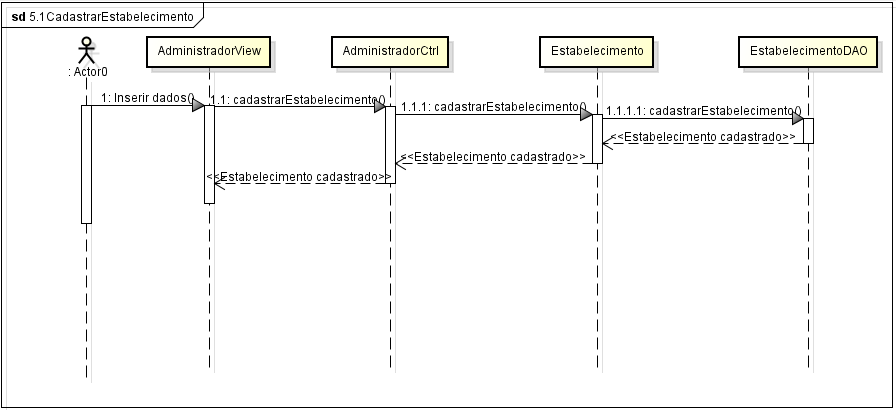 sd 5.1CadastrarEstabelecimento
: Actor0
AdministradorView
AdministradorCtrl
Estabelecimento
EstabelecimentoDAO
1: Inserir dados()
1.1: cadastrarEstabelecimento()
1.1.1: cadastrarEstabelecimento()
1.1.1.1: cadastrarEstabelecimento()
<<Estabelecimento cadastrado>>
<<Estabelecimento cadastrado>>
<<Estabelecimento cadastrado>>